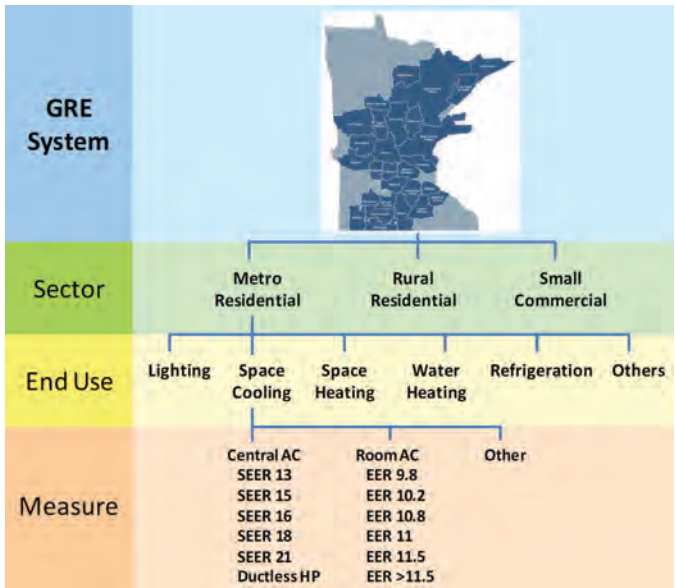 GRE
System
Sector
Metro
Residential
Rural
Residential
Small
Commercial
End Use
Lighting
Space
Cooling
Space
Heating
Water
Heating
Refrigeration
Others
Measure
Central AC
SEER 13
SEER 15
SEER 16
SEER 18
SEER 21
Ductless HP
Room AC
EER 9.8
EER 10.2
EER 10.8
EER 11
EER 11.5
EER >11.5
Other